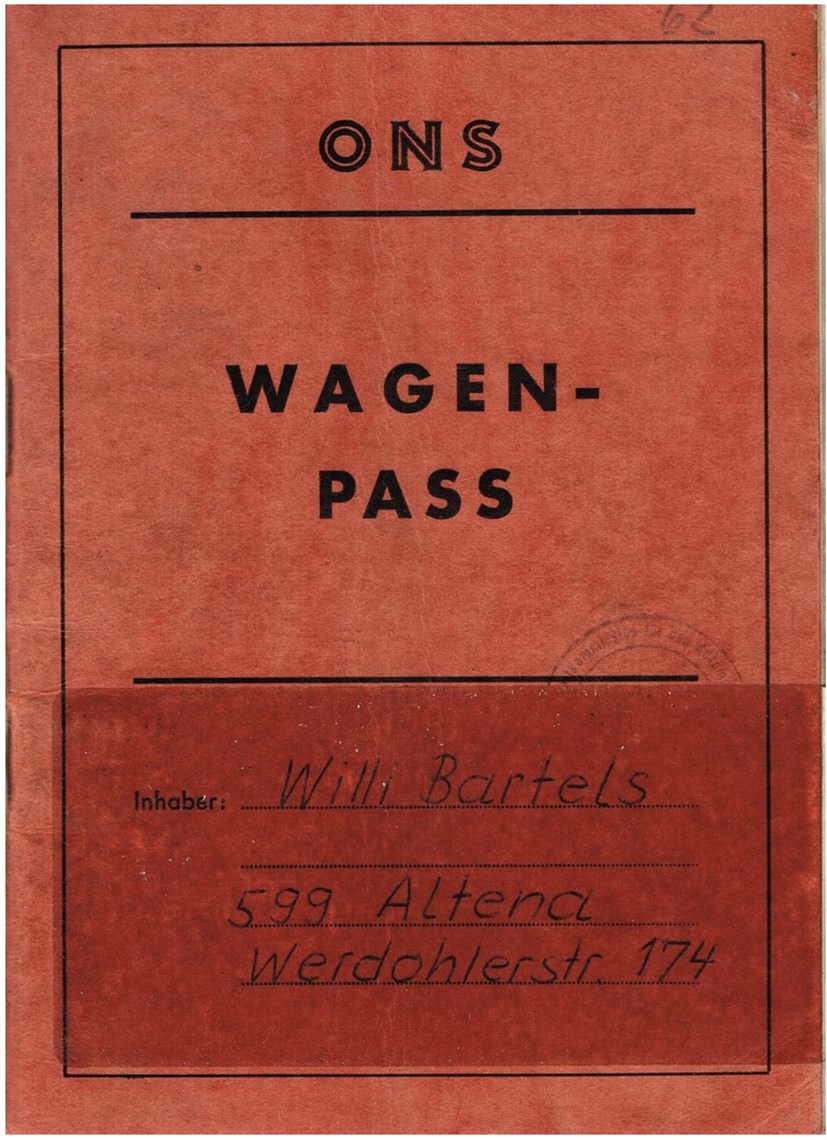 62
ONS
WAGEN-
PASS
Inhaber: Willi Bartels
599 Altena
Werdohlerstr. 174